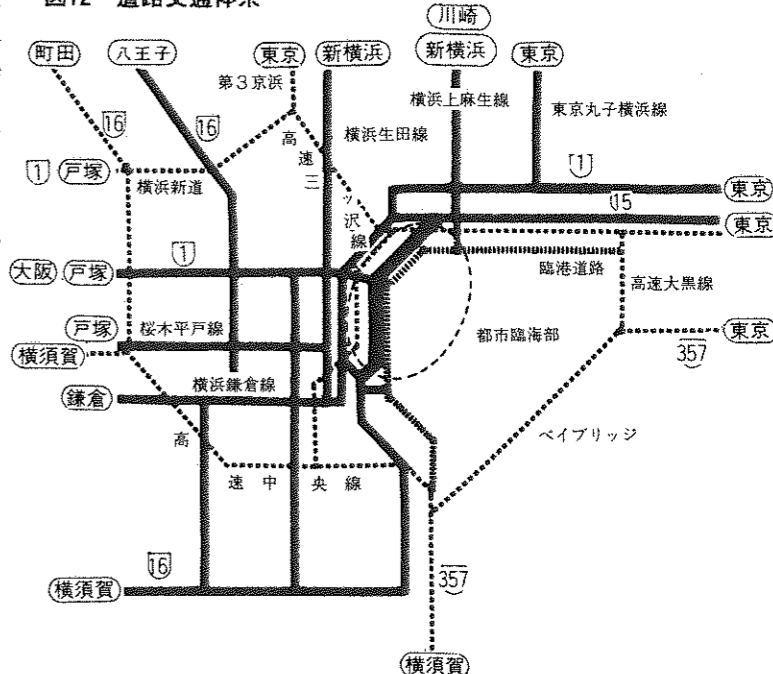 図12 道路交通体系
川崎
町田
八王子
東京
新横浜
新横浜
東京
第3京浜
横浜上麻生線
16
16
高速三ッ沢線
横浜生田線
東京丸子横浜線
1
戸塚
横浜新道
1
東京
15
東京
1
大阪
戸塚
臨港道路
高速大黒線
戸塚
桜木平戸線
都市臨海部
東京
横須賀
357
横浜鎌倉線
鎌倉
高速中央線
ベイブリッジ
16
横須賀
357
横須賀